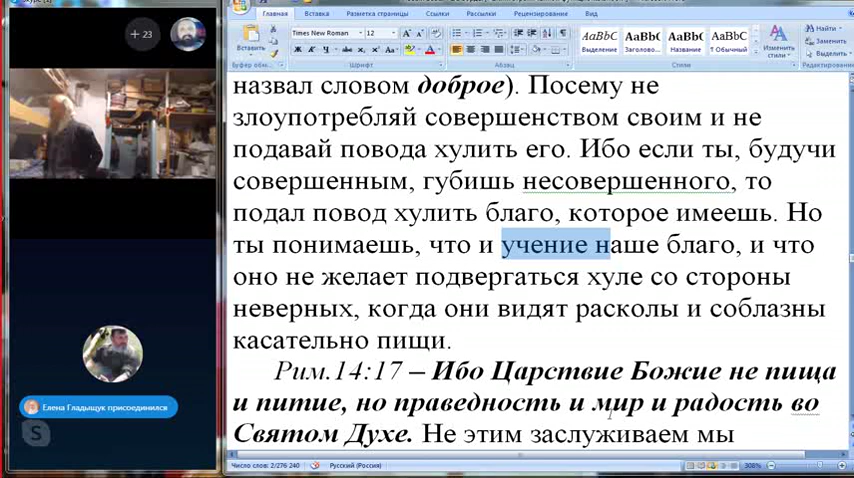 + 23
Елена Гладыщук присоединился
Главная Вставка Разметка страницы Ссылки Рассылки Рецензирование Вид
Вставить
Times New Roman 12
AaBbC AaBbC AaBbC AaBbC
Выделение Заголово... Название ¶ Обычный
Изменить стили
Найти
Заменить
Выделить
Буфер обм... Шрифт Абзац Стили Редактирование
назвал словом доброе). Посему не
злоупотребляй совершенством своим и не
подавай повода хулить его. Ибо если ты, будучи
совершенным, губишь несовершенного, то
подал повод хулить благо, которое имеешь. Но
ты понимаешь, что и учение наше благо, и что
оно не желает подвергаться хуле со стороны
неверных, когда они видят расколы и соблазны
касательно пищи.
Рим.14:17 – Ибо Царствие Божие не пища
и питие, но праведность и мир и радость во
Святом Духе. Не этим заслуживаем мы
Число слов: 2/276 240 Русский (Россия) 308%